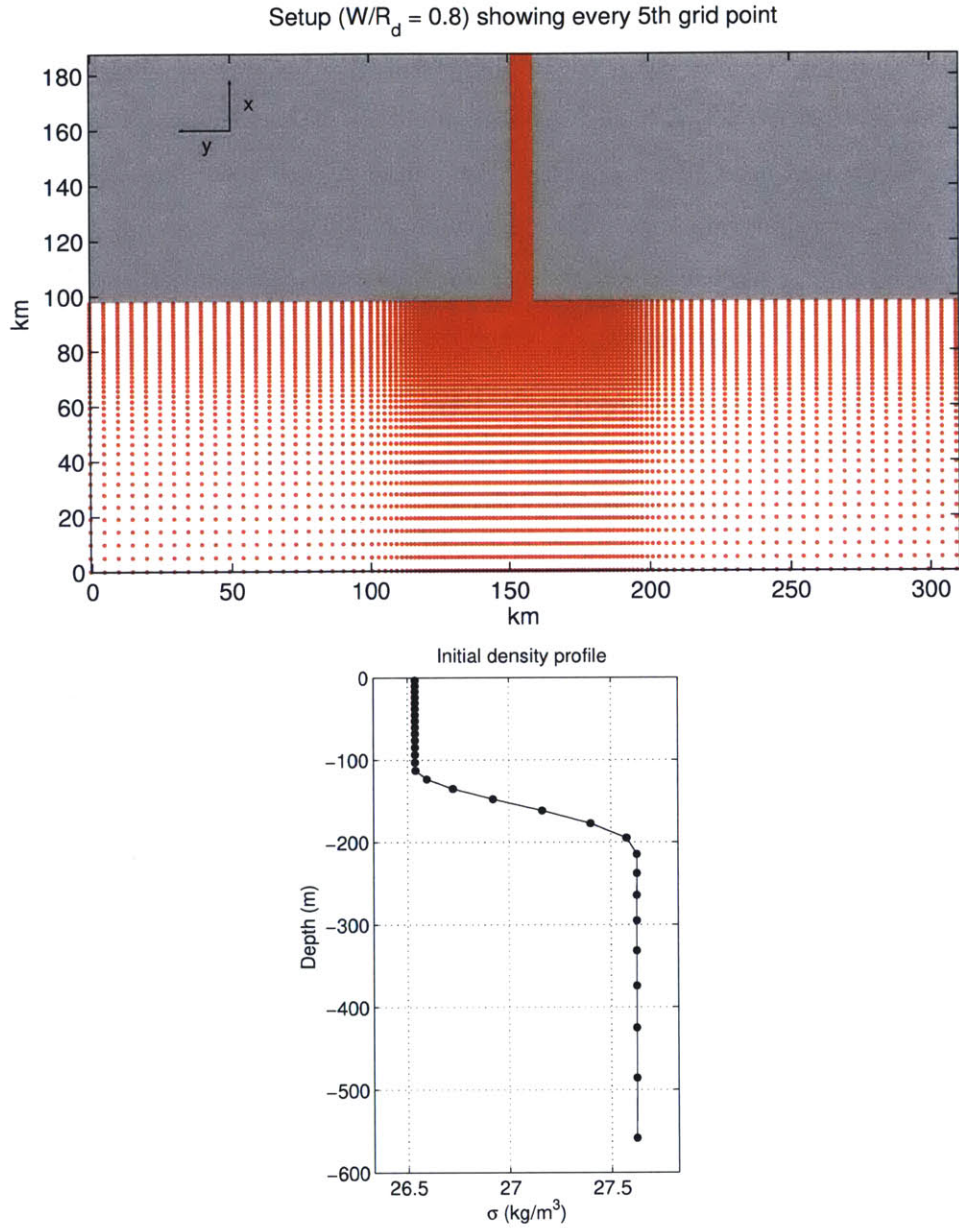 Setup (W/R_d = 0.8) showing every 5th grid point
180
160
140
120
100
80
60
40
20
0
km
x
y
0 50 100 150 200 250 300
km
Initial density profile
0
−100
−200
−300
−400
−500
−600
Depth (m)
26.5 27 27.5
σ (kg/m³)